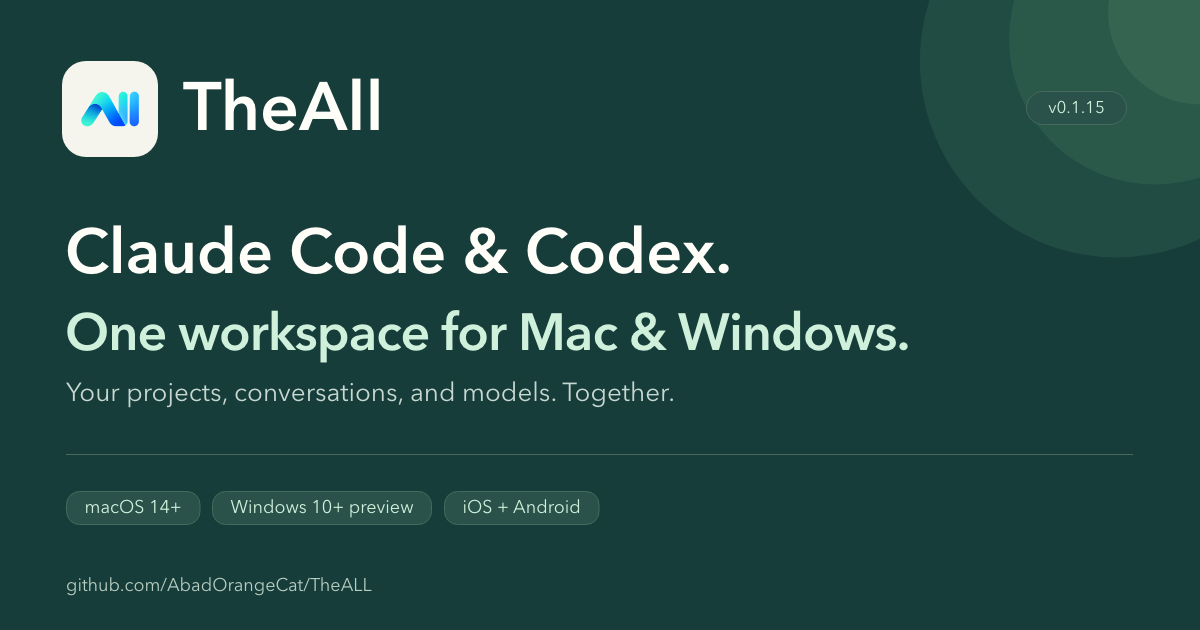 TheAll
v0.1.15
Claude Code & Codex.
One workspace for Mac & Windows.
Your projects, conversations, and models. Together.
macOS 14+
Windows 10+ preview
iOS + Android
github.com/AbadOrangeCat/TheALL